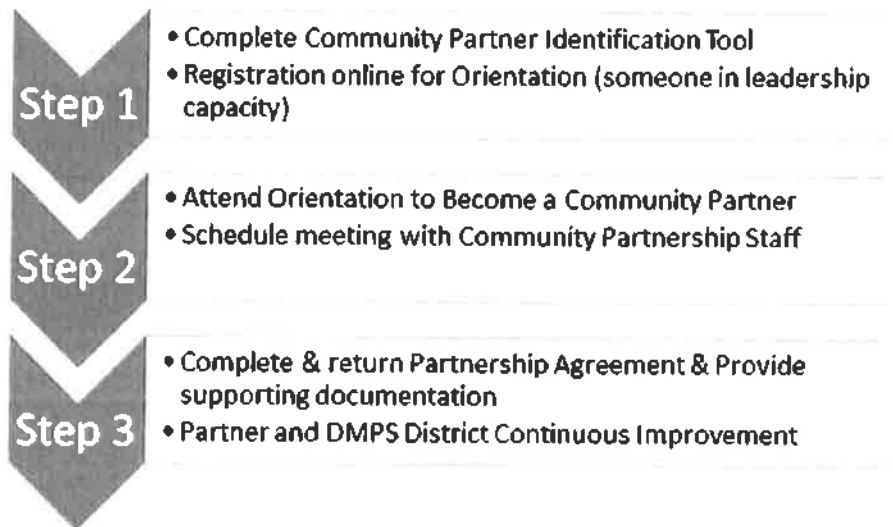 Step 1
• Complete Community Partner Identification Tool
• Registration online for Orientation (someone in leadership
capacity)
Step 2
• Attend Orientation to Become a Community Partner
• Schedule meeting with Community Partnership Staff
Step 3
• Complete & return Partnership Agreement & Provide
supporting documentation
• Partner and DMPS District Continuous Improvement